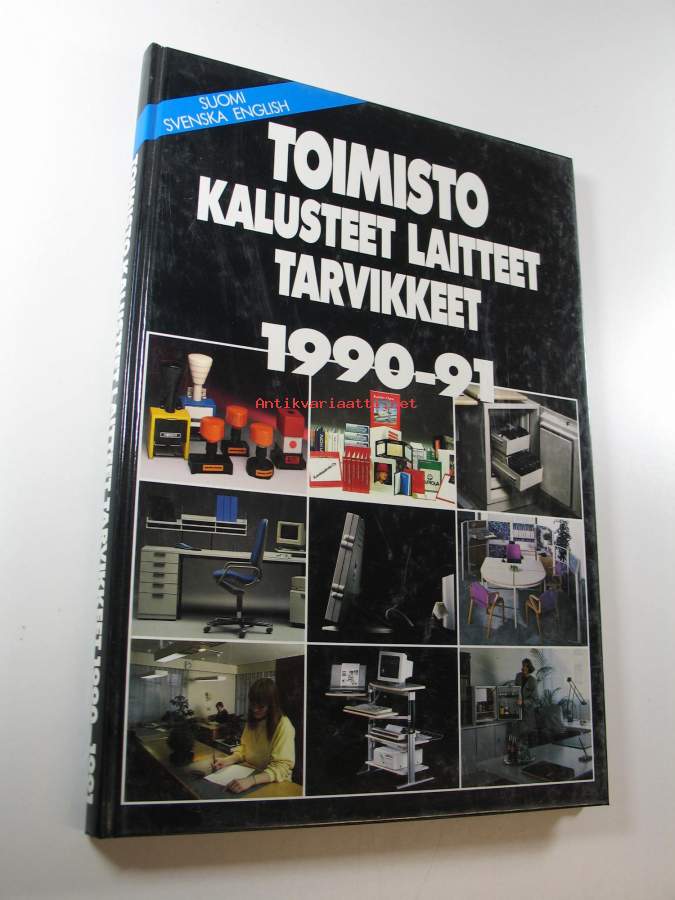 SUOMI
SVENSKA ENGLISH
TOIMISTO
KALUSTEET LAITTEET
TARVIKKEET
1990-91
Antikvariaatti.net